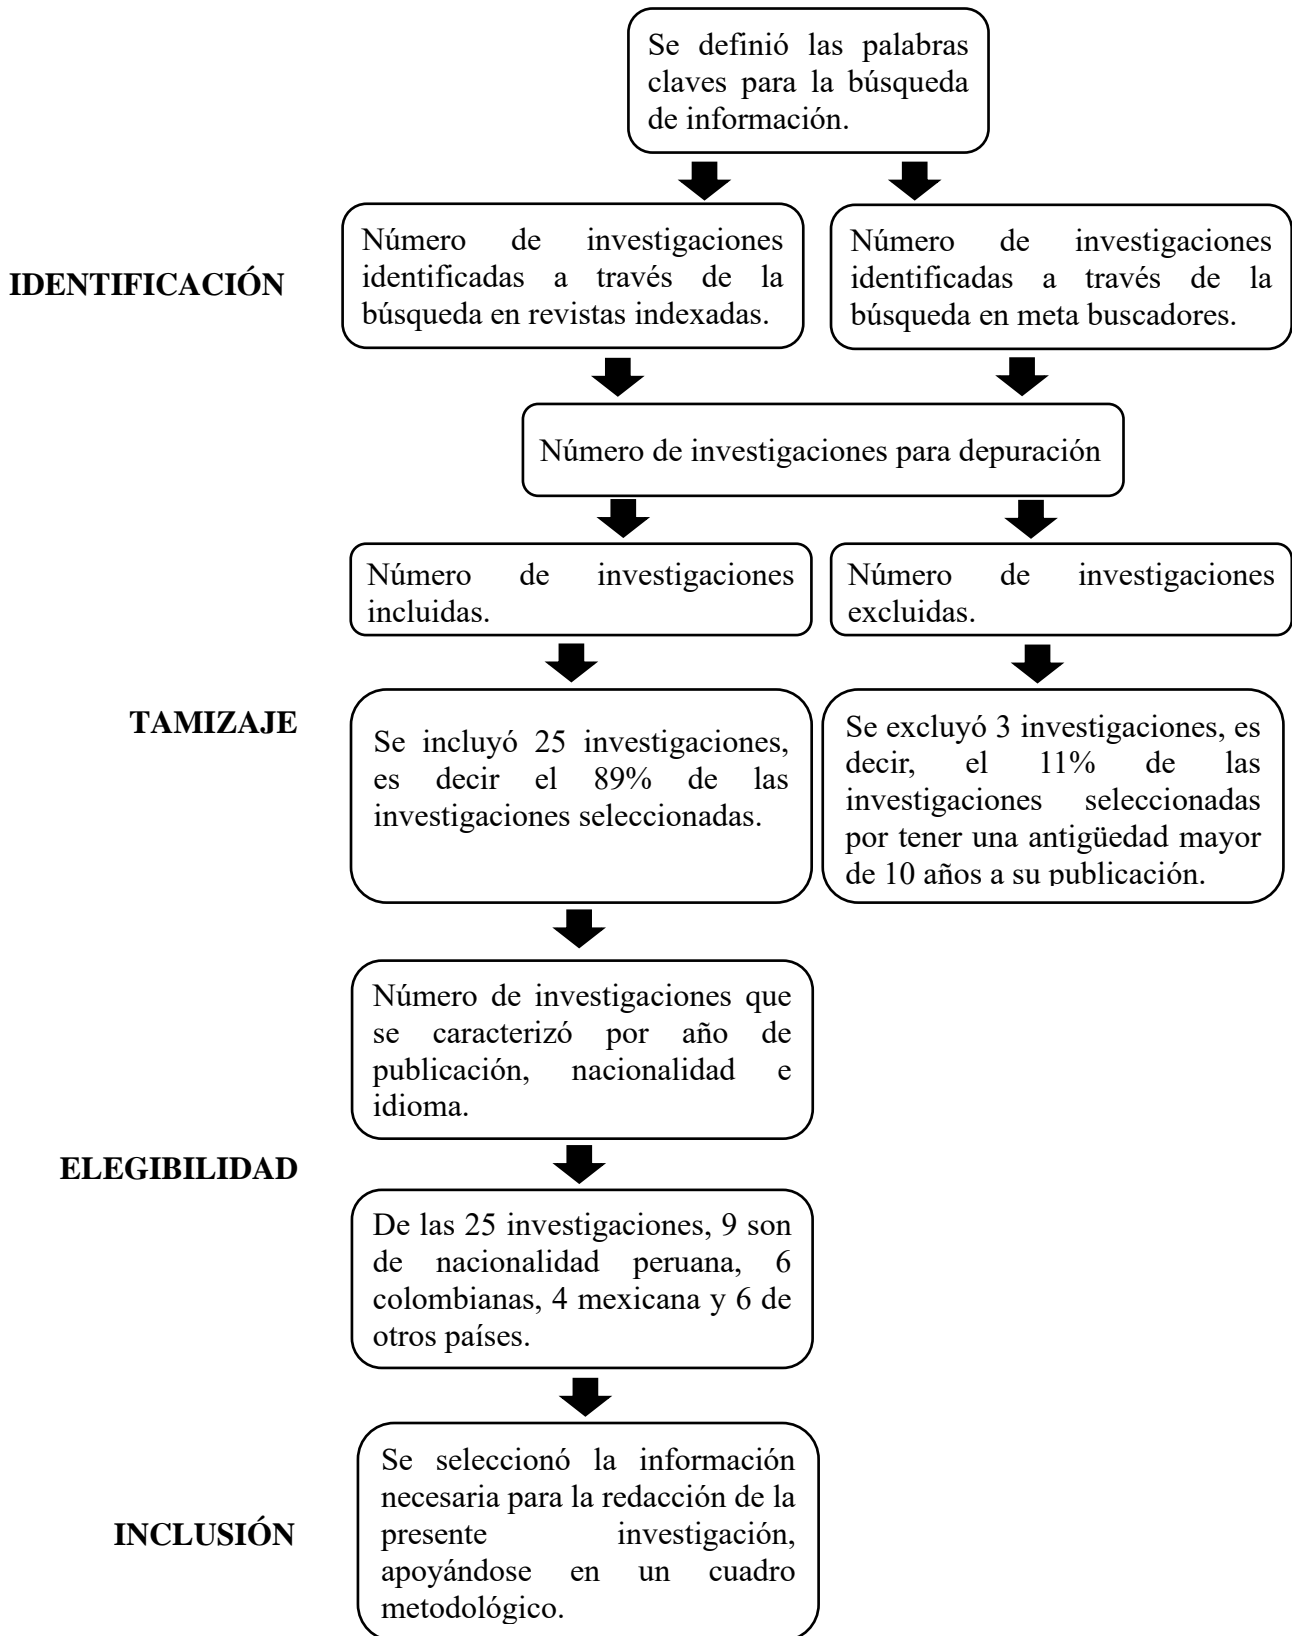 Se definió las palabras
claves para la búsqueda
de información.
IDENTIFICACIÓN
Número de investigaciones
identificadas a través de la
búsqueda en revistas indexadas.
Número de investigaciones
identificadas a través de la
búsqueda en meta buscadores.
Número de investigaciones para depuración
Número de investigaciones
incluidas.
Número de investigaciones
excluidas.
TAMIZAJE
Se incluyó 25 investigaciones,
es decir el 89% de las
investigaciones seleccionadas.
Se excluyó 3 investigaciones, es
decir, el 11% de las
investigaciones seleccionadas
por tener una antigüedad mayor
de 10 años a su publicación.
Número de investigaciones que
se caracterizó por año de
publicación, nacionalidad e
idioma.
ELEGIBILIDAD
De las 25 investigaciones, 9 son
de nacionalidad peruana, 6
colombianas, 4 mexicana y 6 de
otros países.
INCLUSIÓN
Se seleccionó la información
necesaria para la redacción de la
presente investigación,
apoyándose en un cuadro
metodológico.